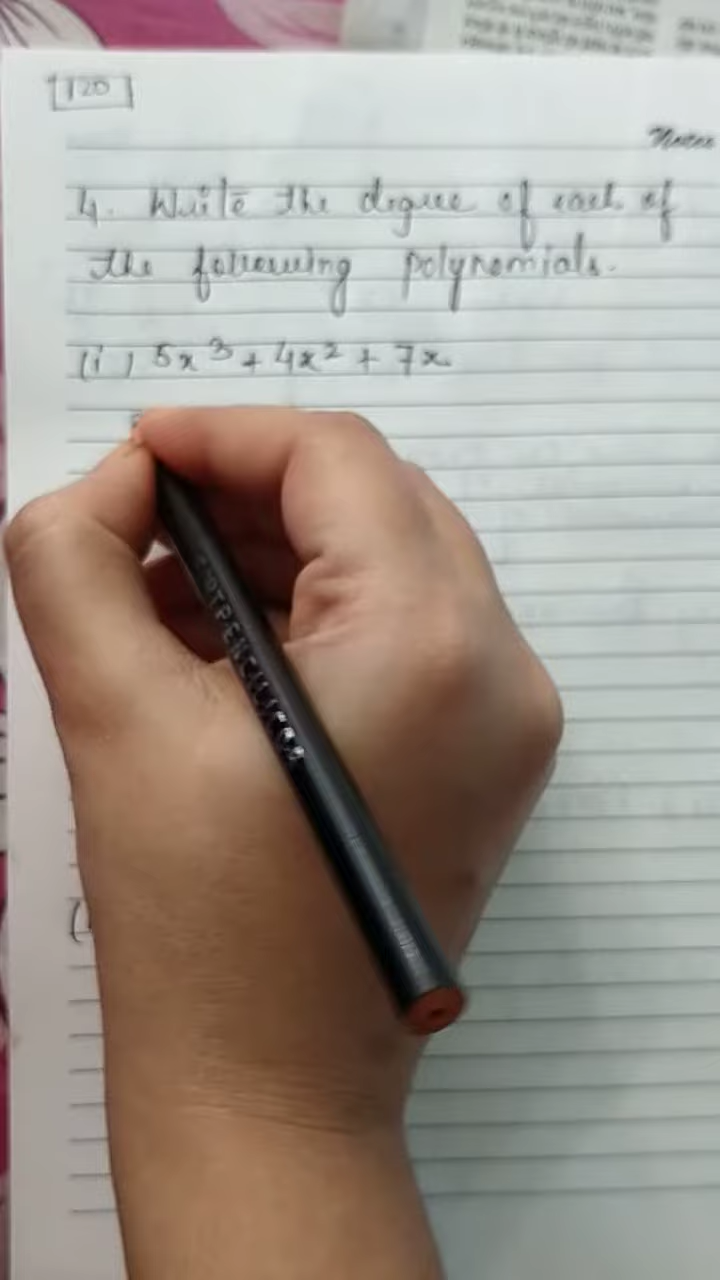 120
Notes
4. Write the degree of each of
the following polynomials.
(i) 5x³ + 4x² + 7x